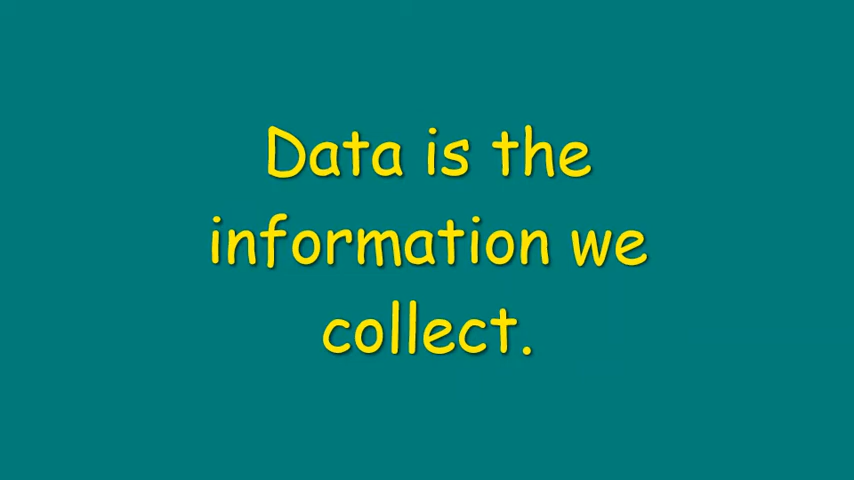 Data is the
information we
collect.